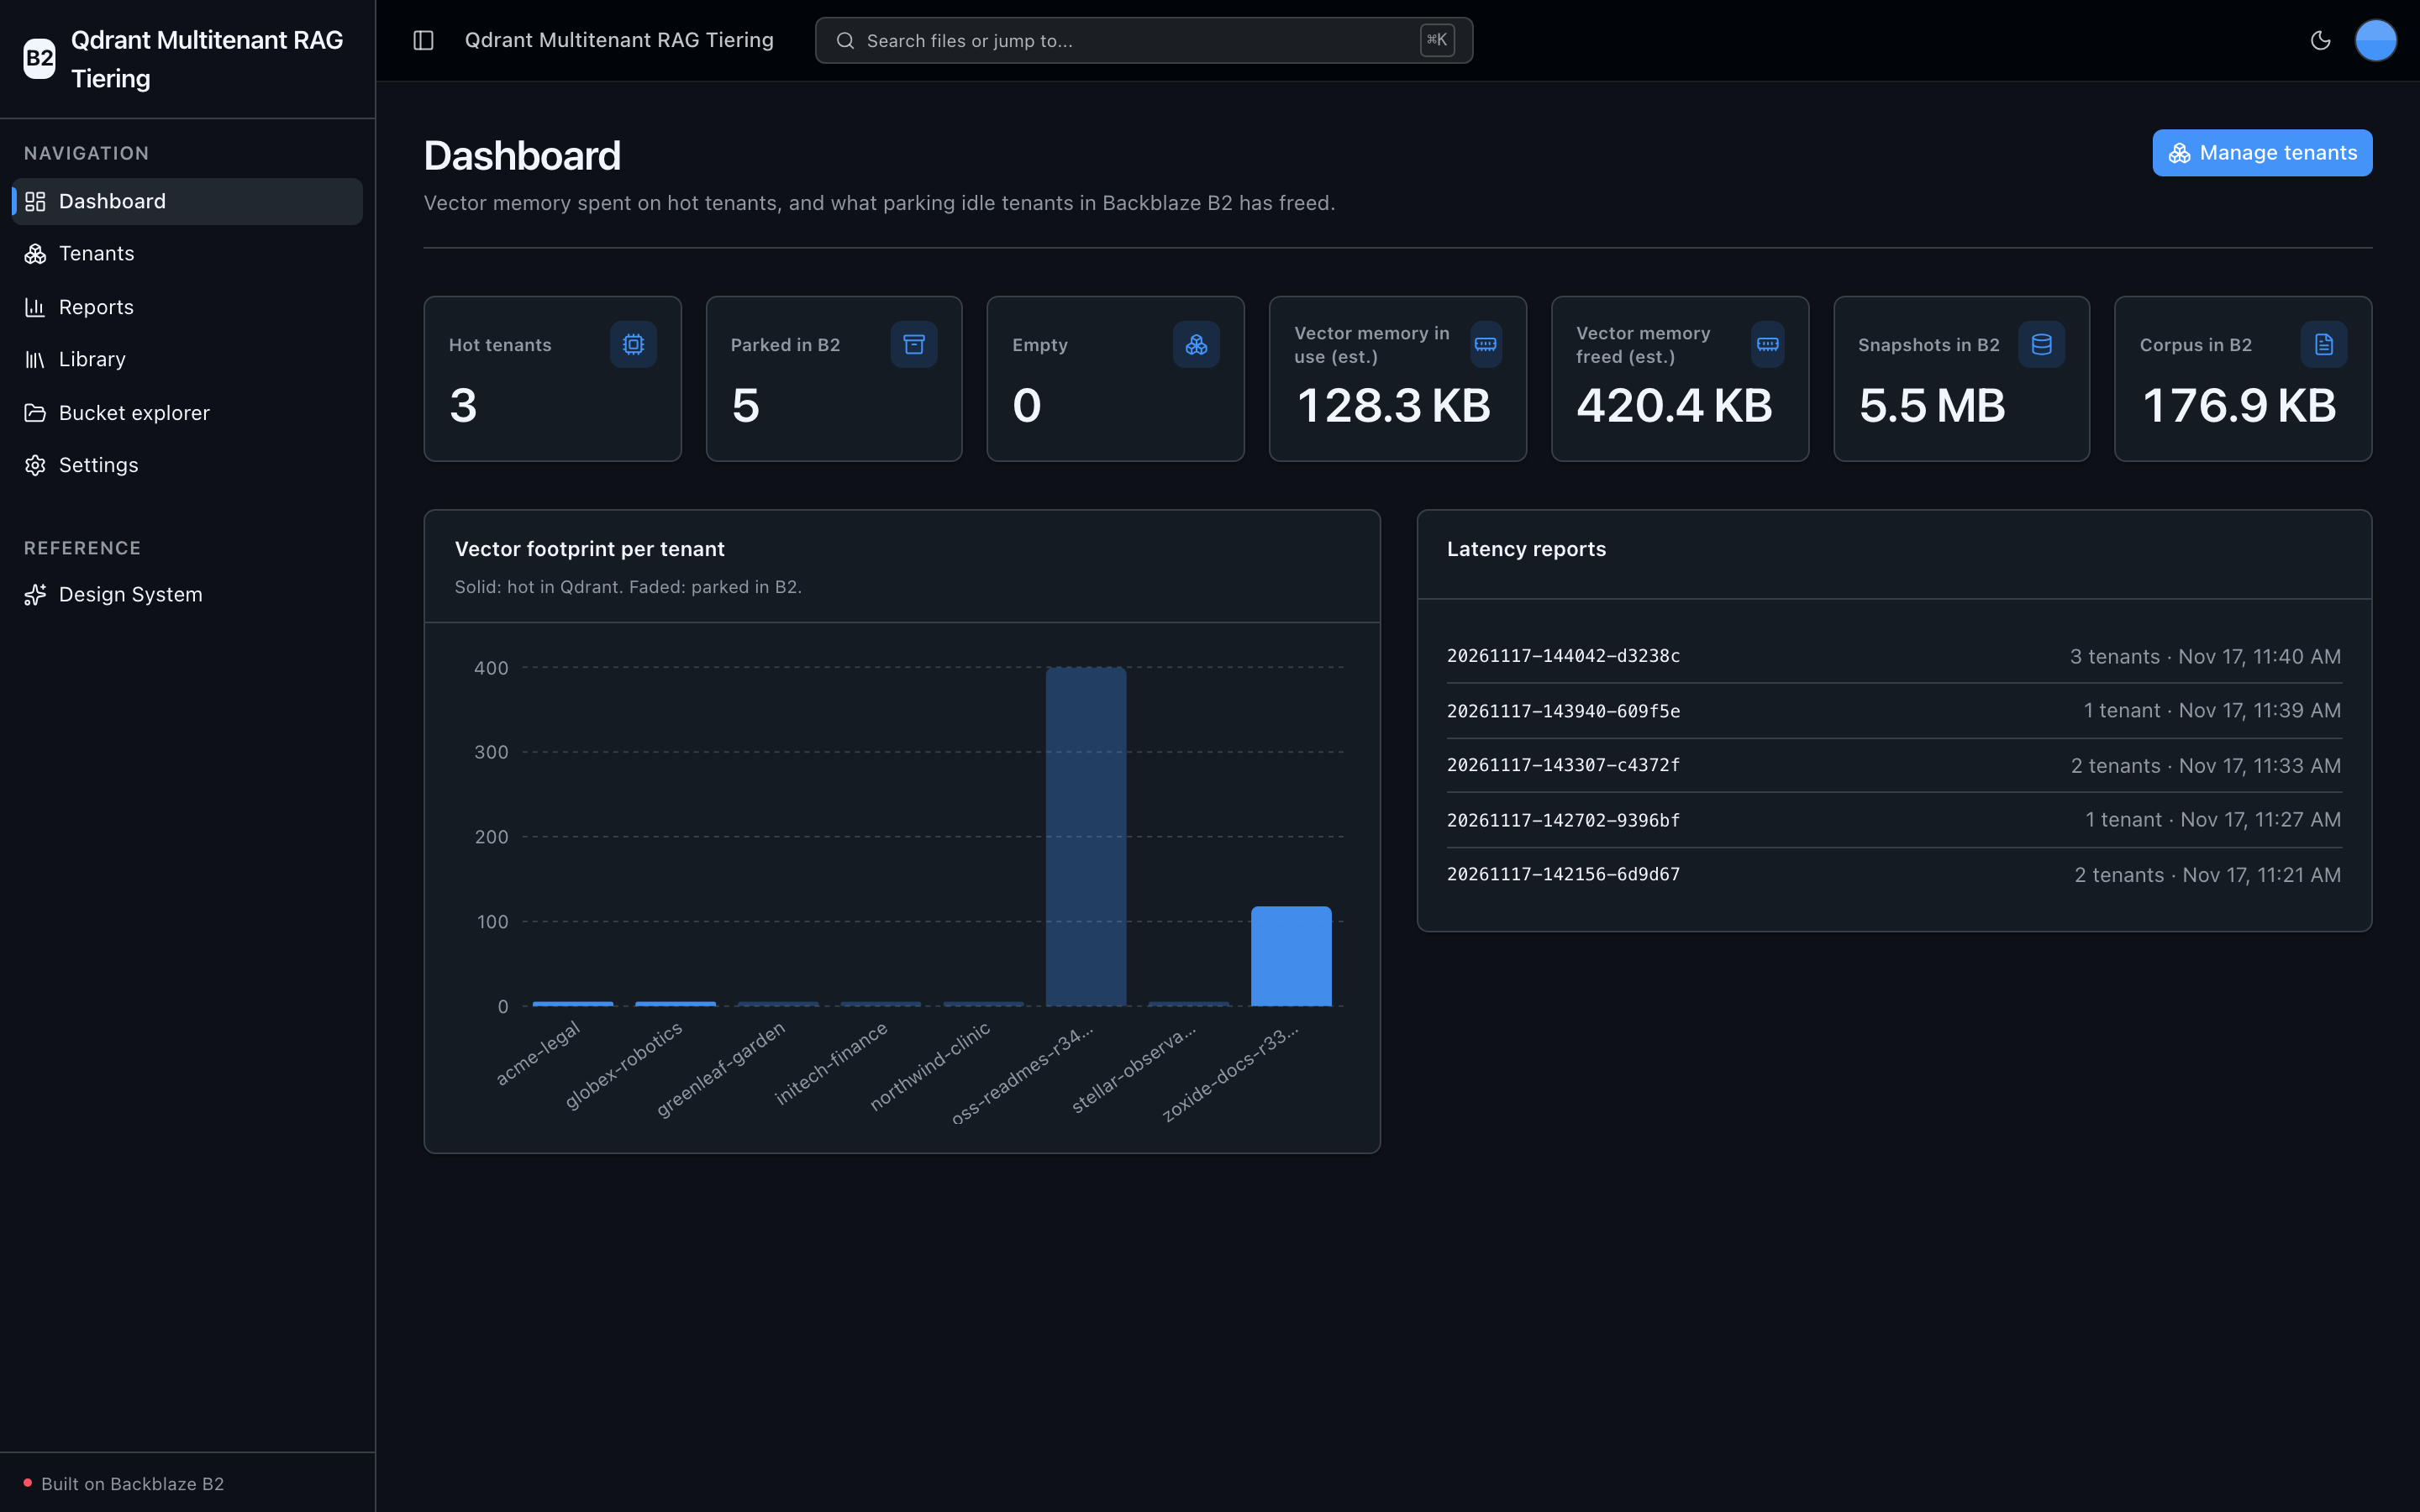 B2
Qdrant Multitenant RAG
Tiering
NAVIGATION
Dashboard
Tenants
Reports
Library
Bucket explorer
Settings
REFERENCE
Design System
Built on Backblaze B2
Qdrant Multitenant RAG Tiering
Search files or jump to...
⌘K
Dashboard
Vector memory spent on hot tenants, and what parking idle tenants in Backblaze B2 has freed.
Manage tenants
Hot tenants
3
Parked in B2
5
Empty
0
Vector memory in
use (est.)
128.3 KB
Vector memory
freed (est.)
420.4 KB
Snapshots in B2
5.5 MB
Corpus in B2
176.9 KB
Vector footprint per tenant
Solid: hot in Qdrant. Faded: parked in B2.
400
300
200
100
0
acme-legal
globex-robotics
greenleaf-garden
initech-finance
northwind-clinic
oss-readmes-r34...
stellar-observa...
zoxide-docs-r33...
Latency reports
20261117-144042-d3238c
3 tenants · Nov 17, 11:40 AM
20261117-143940-609f5e
1 tenant · Nov 17, 11:39 AM
20261117-143307-c4372f
2 tenants · Nov 17, 11:33 AM
20261117-142702-9396bf
1 tenant · Nov 17, 11:27 AM
20261117-142156-6d9d67
2 tenants · Nov 17, 11:21 AM